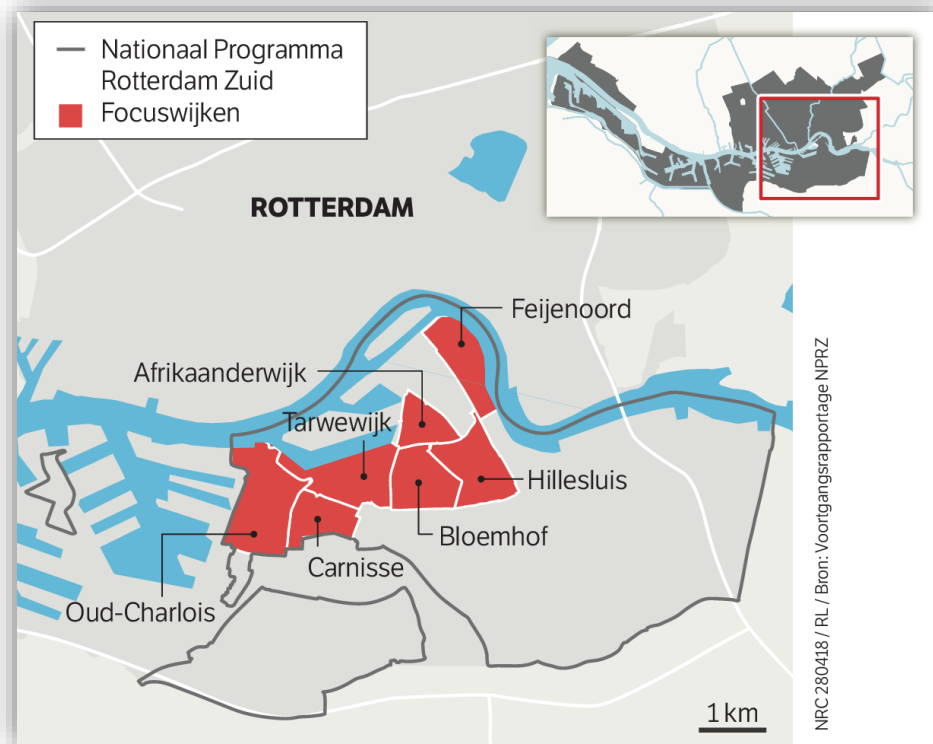 Nationaal Programma
Rotterdam Zuid
Focuswijken
ROTTERDAM
Feijenoord
Afrikaanderwijk
Tarwewijk
Hillesluis
Bloemhof
Carnisse
Oud-Charlois
1 km
NRC 280418 / RL / Bron: Voortgangsrapportage NPRZ